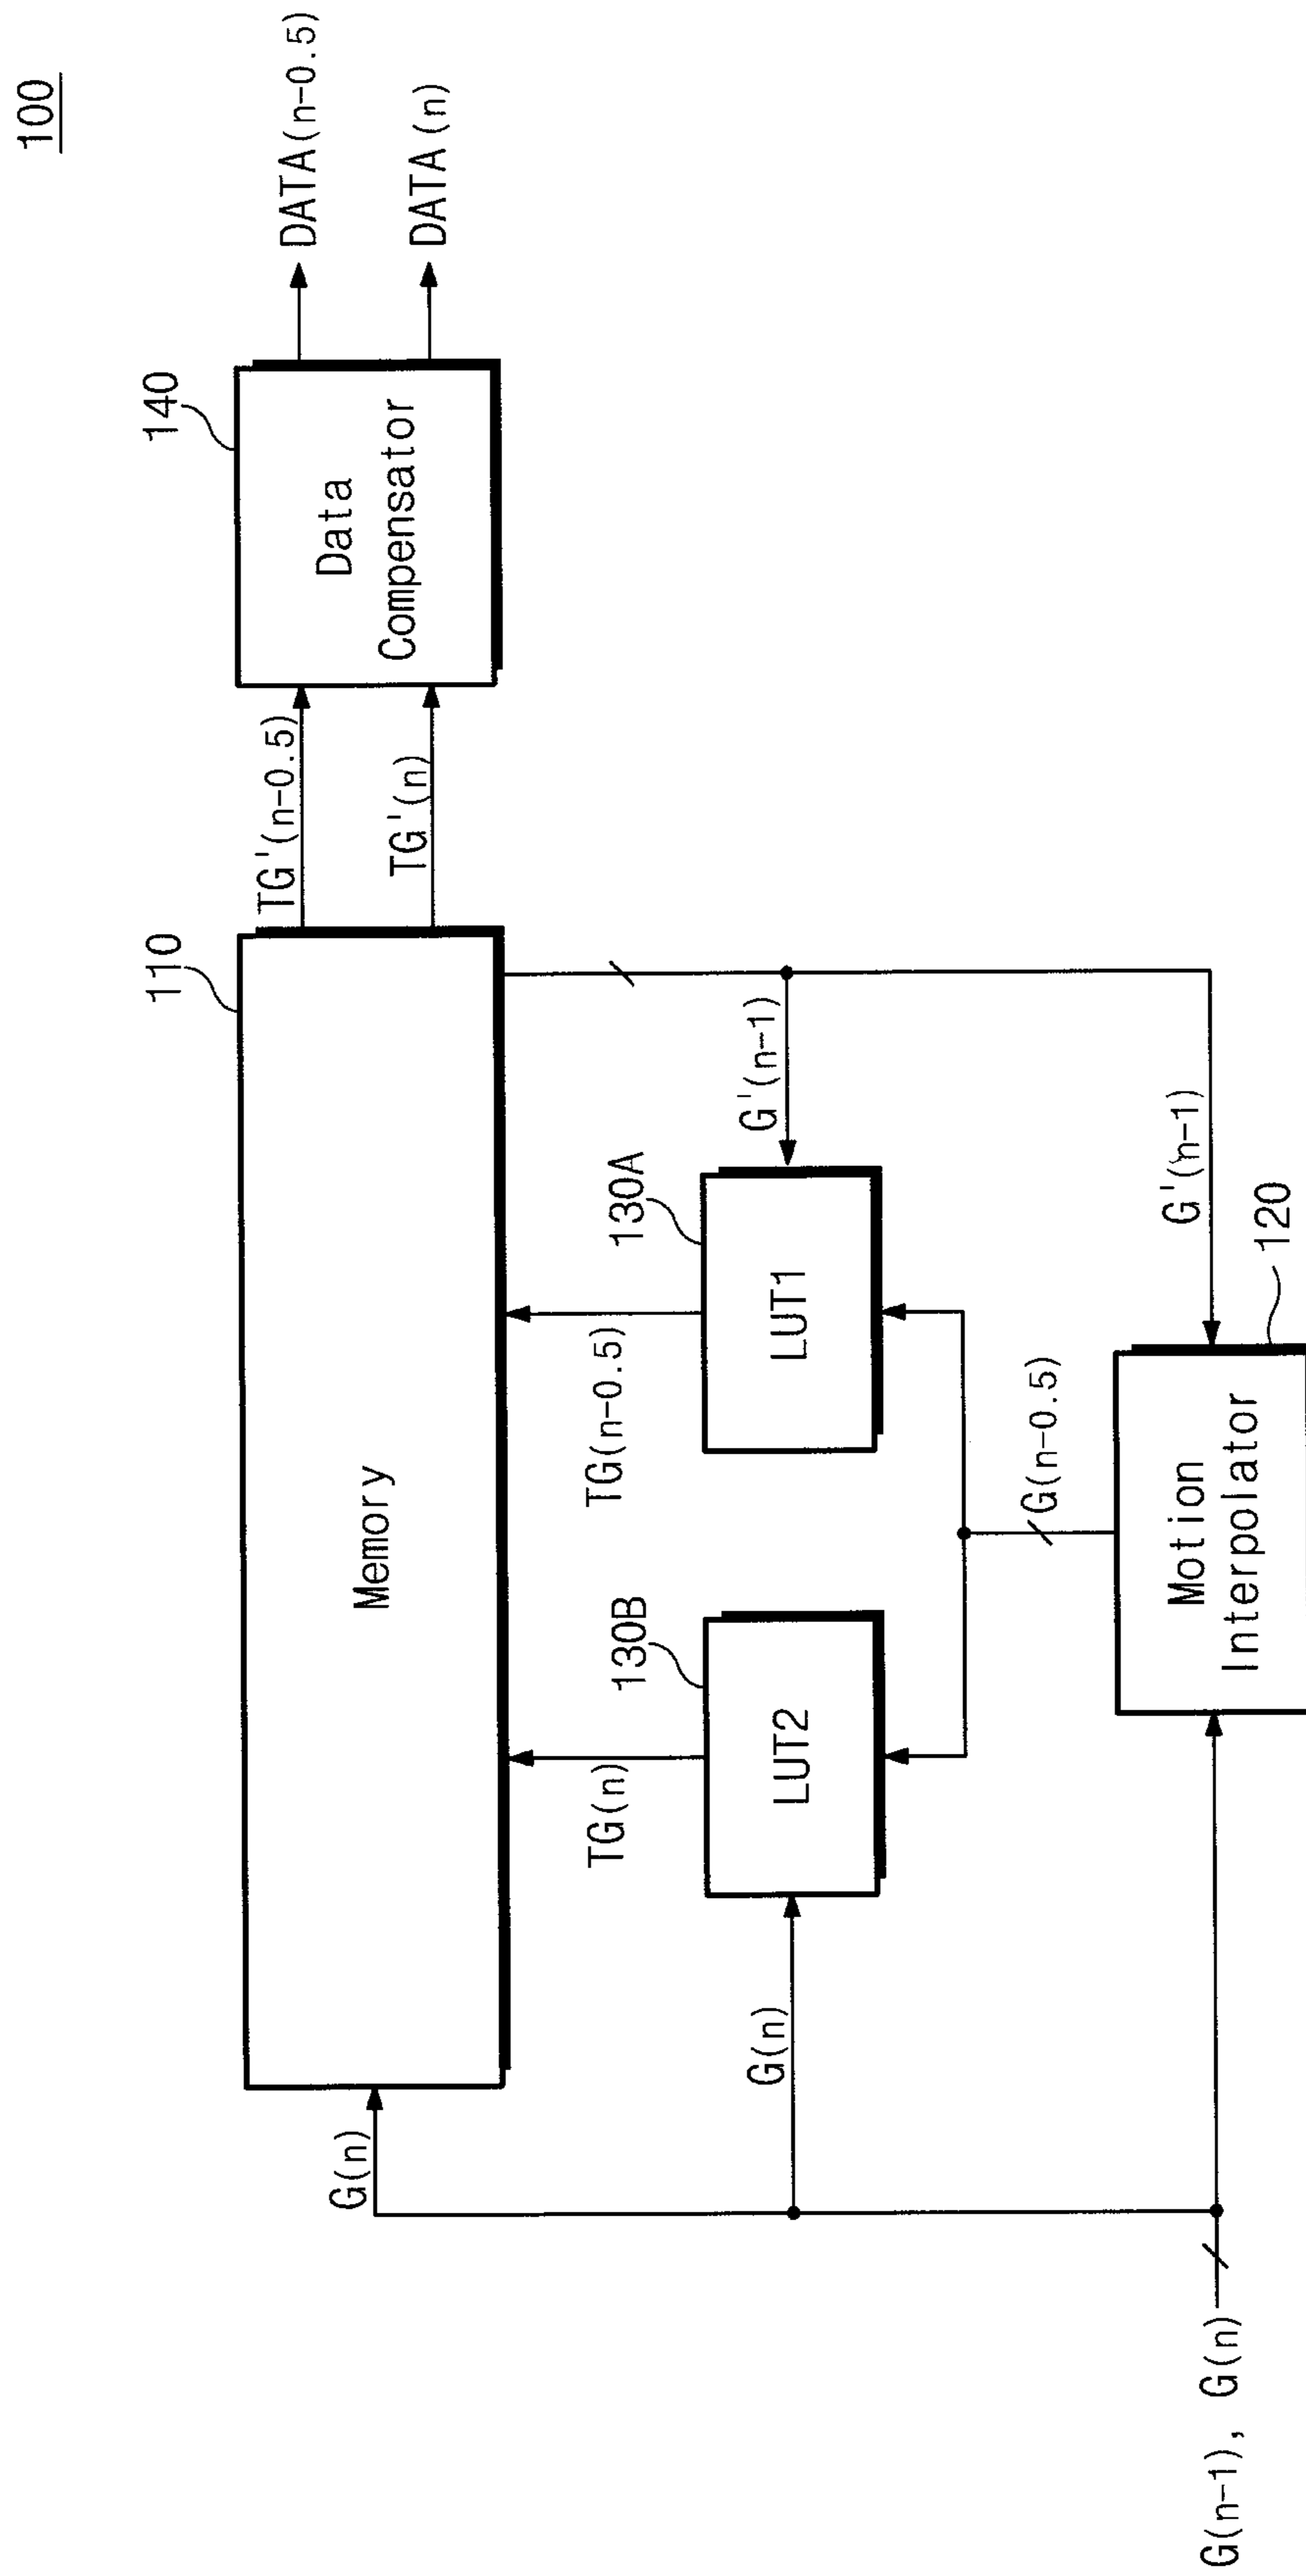 100
G(n-1), G(n)
G(n)
G(n)
Memory
110
TG(n)
TG(n-0.5)
LUT2
130B
LUT1
130A
G'(n-1)
G'(n-1)
G(n-0.5)
Motion
Interpolator
120
TG'(n-0.5)
TG'(n)
Data
Compensator
140
DATA(n-0.5)
DATA(n)